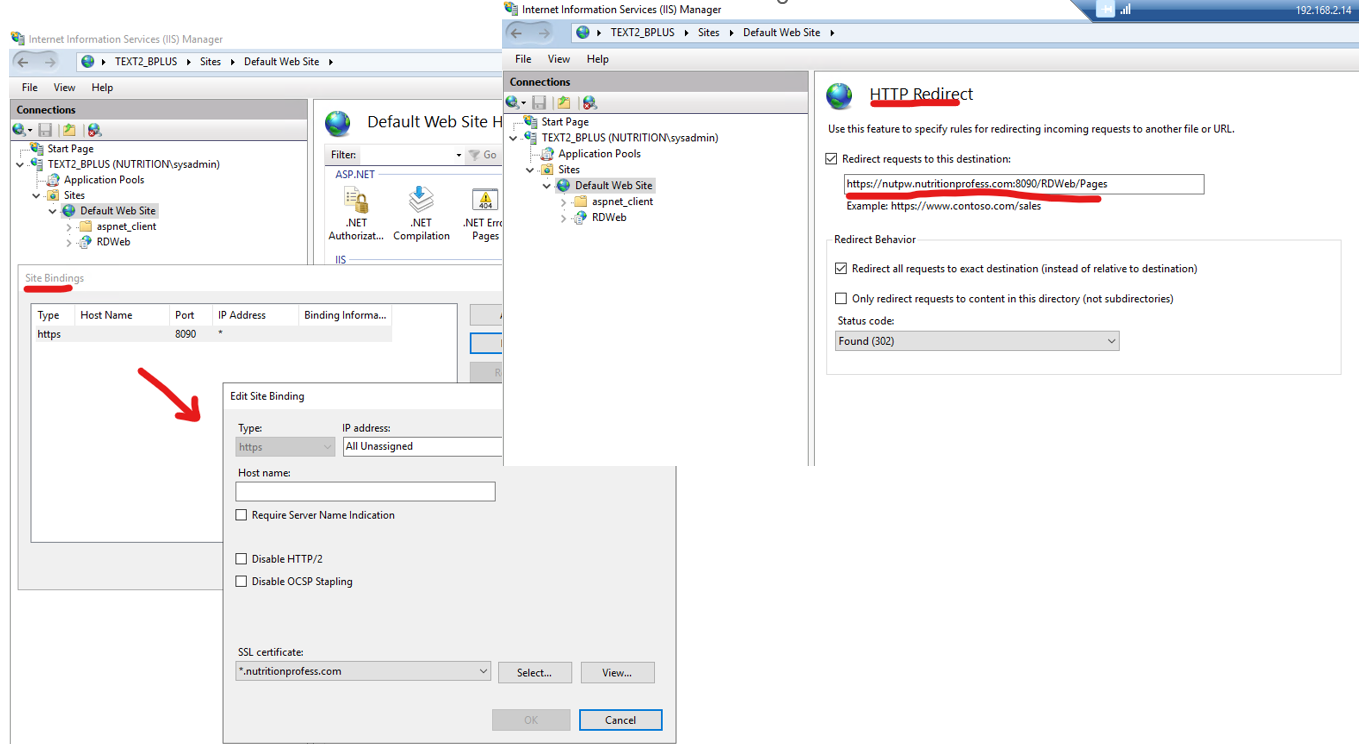 Internet Information Services (IIS) Manager
TEXT2_BPLUS Sites Default Web Site
File View Help
Connections
Start Page
TEXT2_BPLUS (NUTRITION\sysadmin)
Application Pools
Sites
Default Web Site
aspnet_client
RDWeb
Default Web Site H
Filter: Go
ASP.NET
.NET Authorizat...
.NET Compilation
404
.NET Erro
Pages
IIS
Site Bindings
Type Host Name Port IP Address Binding Informa...
https 8090 *
Edit Site Binding
Type: IP address:
https All Unassigned
Host name:
Require Server Name Indication
Disable HTTP/2
Disable OCSP Stapling
SSL certificate:
*.nutritionprofess.com Select... View...
OK Cancel
Internet Information Services (IIS) Manager
192.168.2.14
TEXT2_BPLUS Sites Default Web Site
File View Help
Connections
Start Page
TEXT2_BPLUS (NUTRITION\sysadmin)
Application Pools
Sites
Default Web Site
aspnet_client
RDWeb
HTTP Redirect
Use this feature to specify rules for redirecting incoming requests to another file or URL.
Redirect requests to this destination:
https://nutpw.nutritionprofess.com:8090/RDWeb/Pages
Example: https://www.contoso.com/sales
Redirect Behavior
Redirect all requests to exact destination (instead of relative to destination)
Only redirect requests to content in this directory (not subdirectories)
Status code:
Found (302)